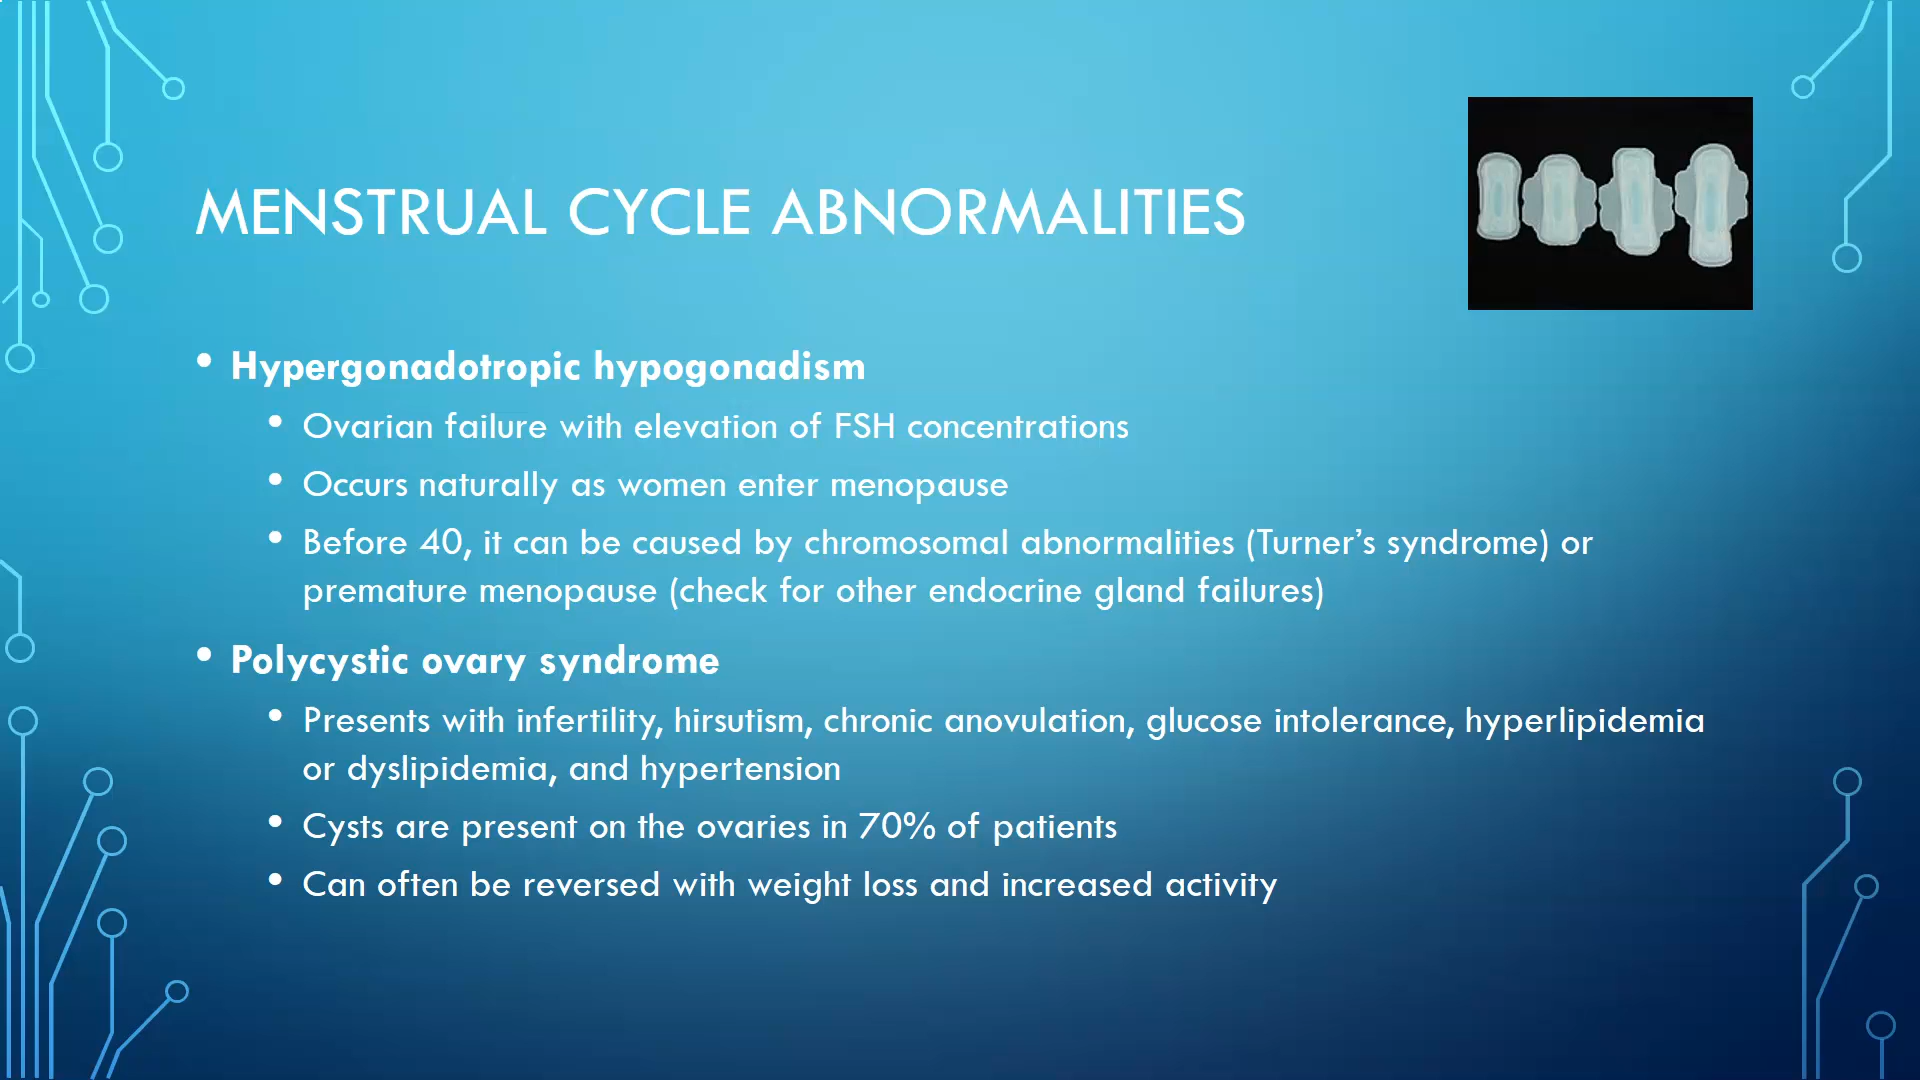 MENSTRUAL CYCLE ABNORMALITIES
• Hypergonadotropic hypogonadism
• Ovarian failure with elevation of FSH concentrations
• Occurs naturally as women enter menopause
• Before 40, it can be caused by chromosomal abnormalities (Turner’s syndrome) or
premature menopause (check for other endocrine gland failures)
• Polycystic ovary syndrome
• Presents with infertility, hirsutism, chronic anovulation, glucose intolerance, hyperlipidemia
or dyslipidemia, and hypertension
• Cysts are present on the ovaries in 70% of patients
• Can often be reversed with weight loss and increased activity